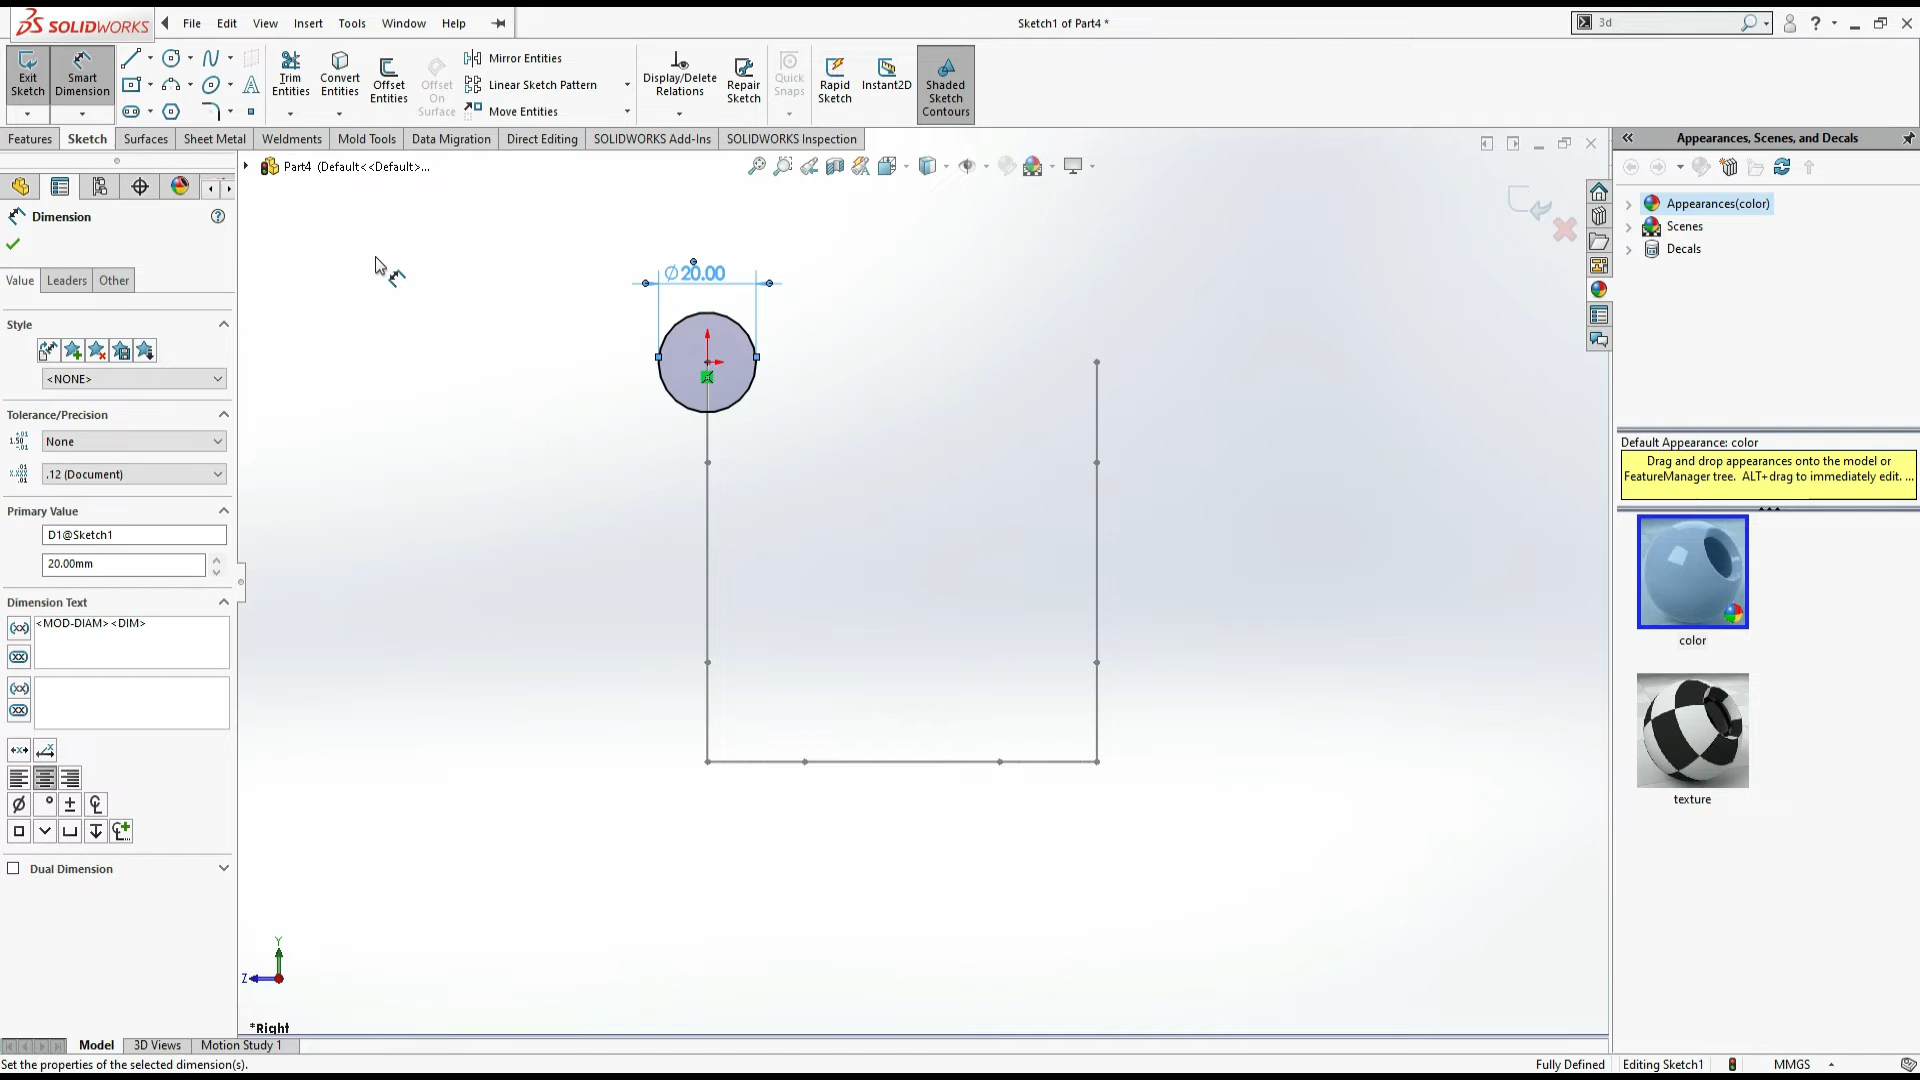 SOLIDWORKS
File Edit View Insert Tools Window Help
Sketch1 of Part4 *
3d
Exit Sketch
Smart Dimension
Trim Entities
Convert Entities
Offset Entities
Offset On Surface
Mirror Entities
Linear Sketch Pattern
Move Entities
Display/Delete Relations
Repair Sketch
Quick Snaps
Rapid Sketch
Instant2D
Shaded Sketch Contours
Features Sketch Surfaces Sheet Metal Weldments Mold Tools Data Migration Direct Editing SOLIDWORKS Add-Ins SOLIDWORKS Inspection
Appearances, Scenes, and Decals
Part4 (Default<<Default>...
Dimension
Value Leaders Other
Style
<NONE>
Tolerance/Precision
None
.12 (Document)
Primary Value
D1@Sketch1
20.00mm
Dimension Text
<MOD-DIAM><DIM>
Dual Dimension
∅20.00
Y
Z
*Right
Appearances(color)
Scenes
Decals
Default Appearance: color
Drag and drop appearances onto the model or
FeatureManager tree. ALT+drag to immediately edit. ...
color
texture
Model 3D Views Motion Study 1
Set the properties of the selected dimension(s).
Fully Defined Editing Sketch1 MMGS